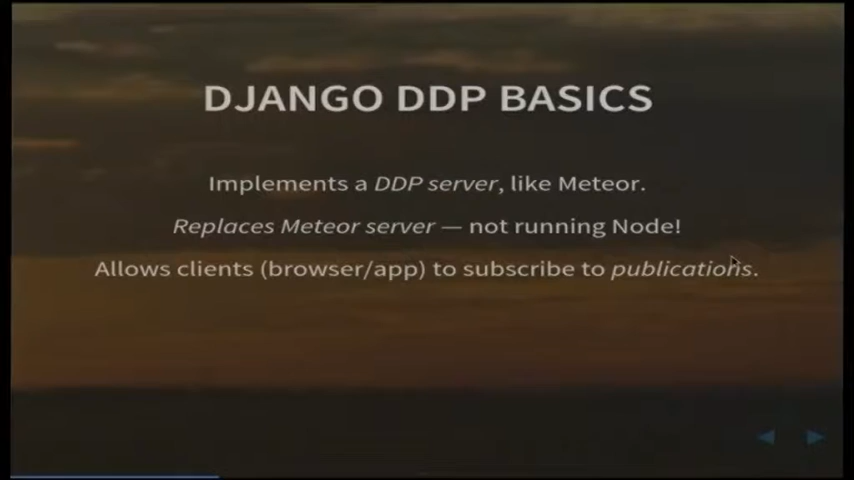 DJANGO DDP BASICS
Implements a DDP server, like Meteor.
Replaces Meteor server — not running Node!
Allows clients (browser/app) to subscribe to publications.